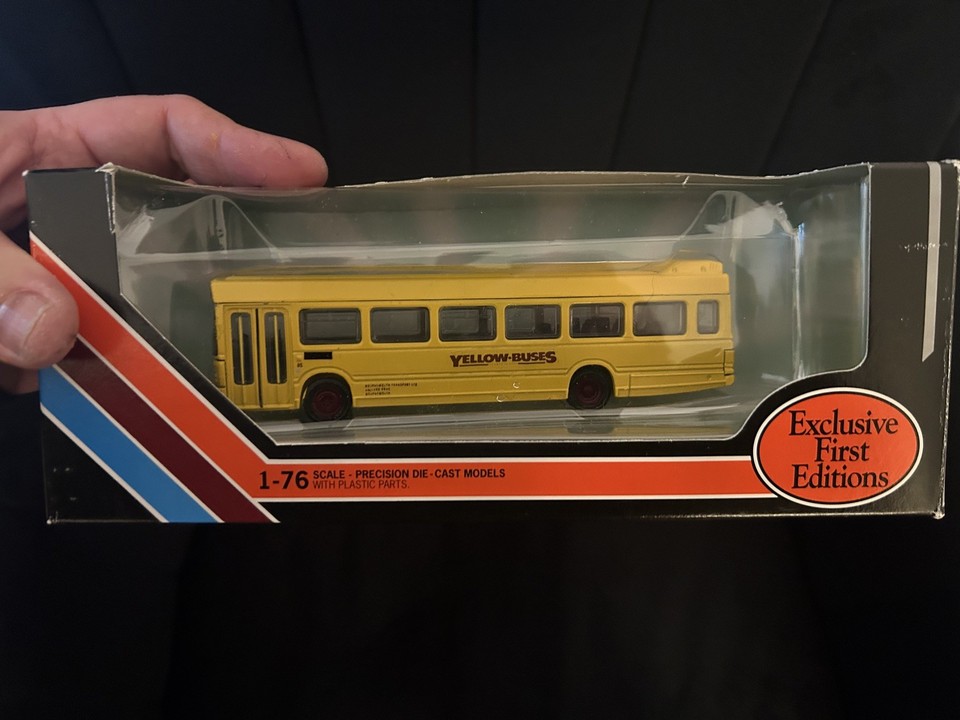 YELLOW-BUSES
1-76 SCALE - PRECISION DIE-CAST MODELS
WITH PLASTIC PARTS.
Exclusive
First
Editions